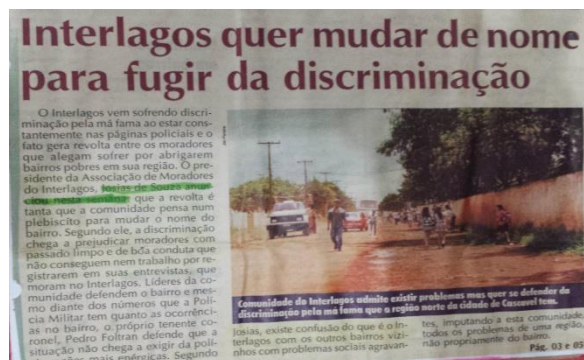 Interlagos quer mudar de nome
para fugir da discriminação
O Interlagos vem sofrendo discri-
minação pela má fama ao estar cons-
tantemente nas páginas policiais e o
fato gera revolta entre os moradores
que alegam sofrer por abrigarem
bairros pobres em sua região. O pre-
sidente da Associação de Moradores
do Interlagos, Josias de Souza anun-
ciou nesta semana que a revolta é
tanta que a comunidade pensa num
plebiscito para mudar o nome do
bairro. Segundo ele, a discriminação
chega a prejudicar moradores com
passado limpo e de boa conduta que
não conseguem nem trabalho por re-
gistrarem em suas entrevistas, que
moram no Interlagos. Líderes da co-
munidade defendem o bairro e mes-
mo diante dos números que a Polí-
cia Militar tem quanto as ocorrên-
cias no bairro, o próprio tenente co-
ronel, Pedro Foltran defende que a
situação não chega a exigir da polí-
mais enérgicas. Segundo
Comunidade do Interlagos admite existir problemas mas quer se defender da
discriminação pela má fama que a região norte da cidade de Cascavel tem.
Josias, existe confusão do que é o In-
terlagos com os outros bairros vizi-
nhos com problemas sociais agravan-
tes, imputando a esta comunidade,
todos os problemas de uma região,
não propriamente do bairro.
Pág. 03 e 05